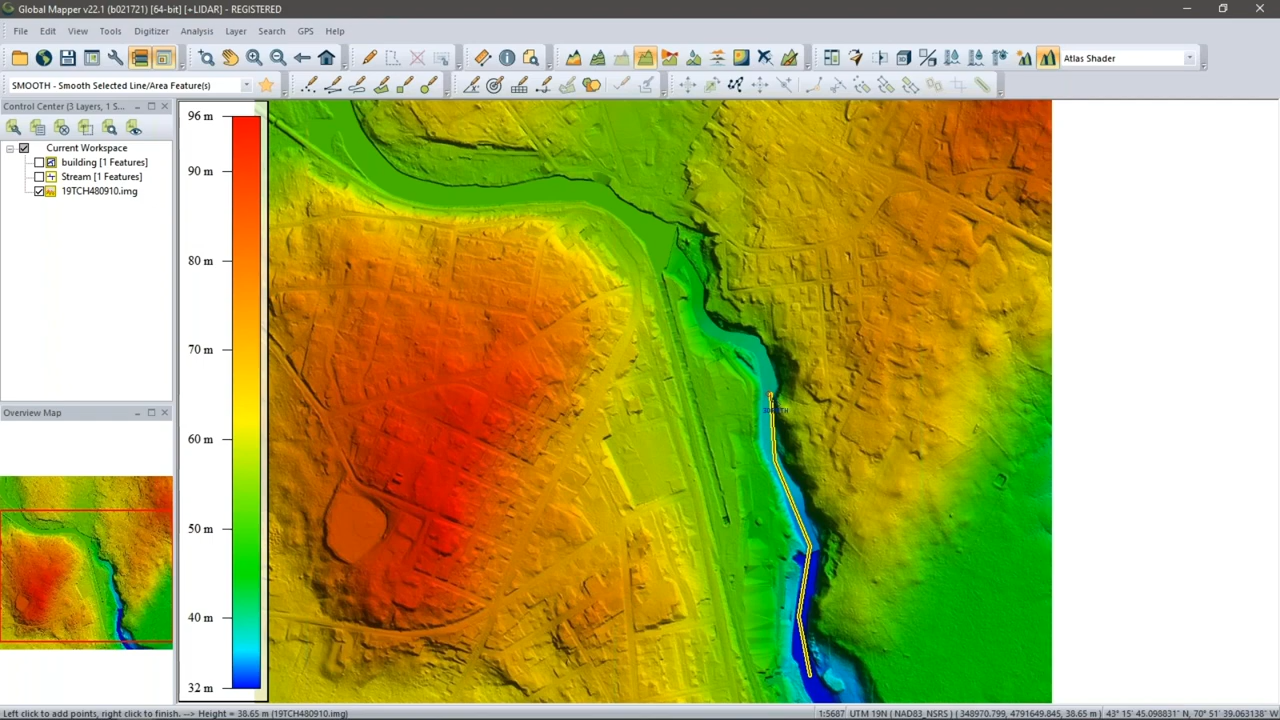 Global Mapper v22.1 (b021721) [64-bit] [+LIDAR] - REGISTERED
File Edit View Tools Digitizer Analysis Layer Search GPS Help
Atlas Shader
SMOOTH - Smooth Selected Line/Area Feature(s)
Control Center (3 Layers, 1 S...
Current Workspace
building [1 Features]
Stream [1 Features]
19TCH480910.img
Overview Map
96 m
90 m
80 m
70 m
60 m
50 m
40 m
32 m
Left click to add points, right click to finish. --> Height = 38.65 m (19TCH480910.img)
1:5687 UTM 19N ( NAD83_NSRS ) ( 348970.799, 4791649.845, 38.65 m ) 43° 15' 45.098831" N, 70° 51' 39.063138" W